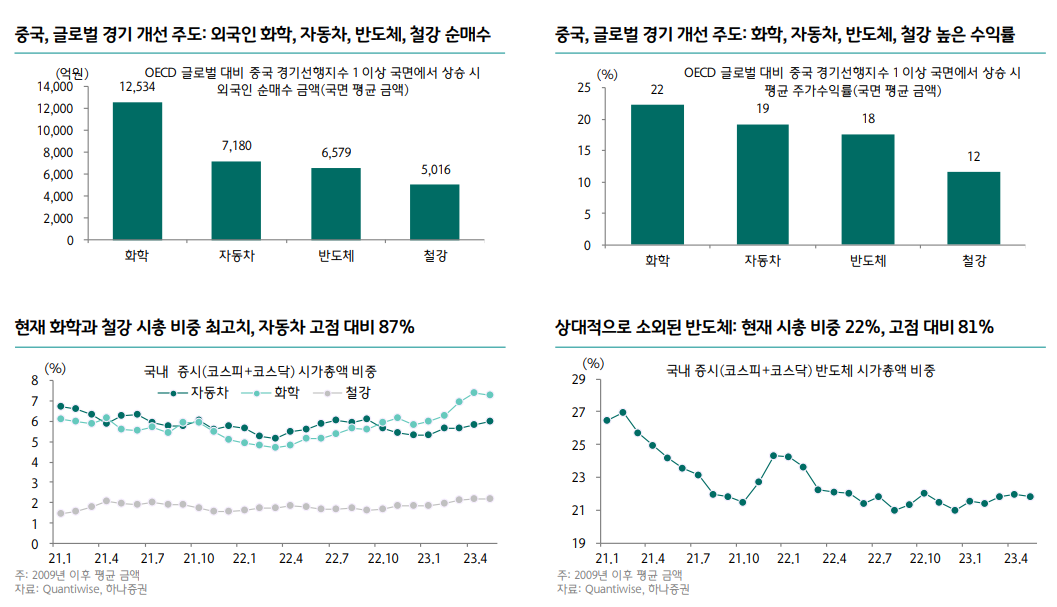 중국, 글로벌 경기 개선 주도: 외국인 화학, 자동차, 반도체, 철강 순매수
(억원)
OECD 글로벌 대비 중국 경기선행지수 1 이상 국면에서 상승 시
외국인 순매수 금액(국면 평균 금액)
14,000
12,000
10,000
8,000
6,000
4,000
2,000
0
12,534
7,180
6,579
5,016
화학
자동차
반도체
철강
중국, 글로벌 경기 개선 주도: 화학, 자동차, 반도체, 철강 높은 수익률
(%)
OECD 글로벌 대비 중국 경기선행지수 1 이상 국면에서 상승 시
평균 주가수익률(국면 평균 금액)
25
20
15
10
5
0
22
19
18
12
화학
자동차
반도체
철강
현재 화학과 철강 시총 비중 최고치, 자동차 고점 대비 87%
(%)
국내 증시(코스피+코스닥) 시가총액 비중
자동차
화학
철강
8
7
6
5
4
3
2
1
0
21.1
21.4
21.7
21.10
22.1
22.4
22.7
22.10
23.1
23.4
주: 2009년 이후 평균 금액
자료: Quantiwise, 하나증권
상대적으로 소외된 반도체: 현재 시총 비중 22%, 고점 대비 81%
(%)
국내 증시(코스피+코스닥) 반도체 시가총액 비중
29
27
25
23
21
19
21.1
21.4
21.7
21.10
22.1
22.4
22.7
22.10
23.1
23.4
주: 2009년 이후 평균 금액
자료: Quantiwise, 하나증권